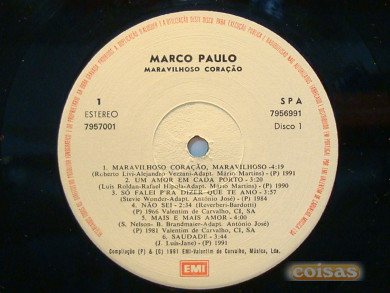 MARCO PAULO
MARAVILHOSO CORAÇÃO
1
ESTEREO
7957001
SPA
7956991
Disco 1
1. MARAVILHOSO CORAÇÃO, MARAVILHOSO -4:19
(Roberto Livi-Alejandro Vezzani-Adapt. Mário Martins) (P) 1991
2. UM AMOR EM CADA PORTO -3:20
(Luis Roldan-Rafael Hipola-Adapt. Mário Martins) (P) 1990
3. SÓ FALEI P'RA DIZER QUE TE AMO - 3:57
(Stevie Wonder-Adapt. António José) - (P) 1984
4. NÃO SEI - 2:34 (Reverberi-Bardotti)
(P) 1966 Valentim de Carvalho, CI, SA
5. MAIS E MAIS AMOR - 4:00
(S. Nelson- B. Brandmaier-Adapt. António José)
(P) 1981 Valentim de Carvalho, CI, SA
6. SAUDADE - 3:44
(J. Luis-Jane) - (P) 1991
Compilação (P) & (C) 1991 EMI-Valentim de Carvalho, Música, Lda.
EMI
coisas